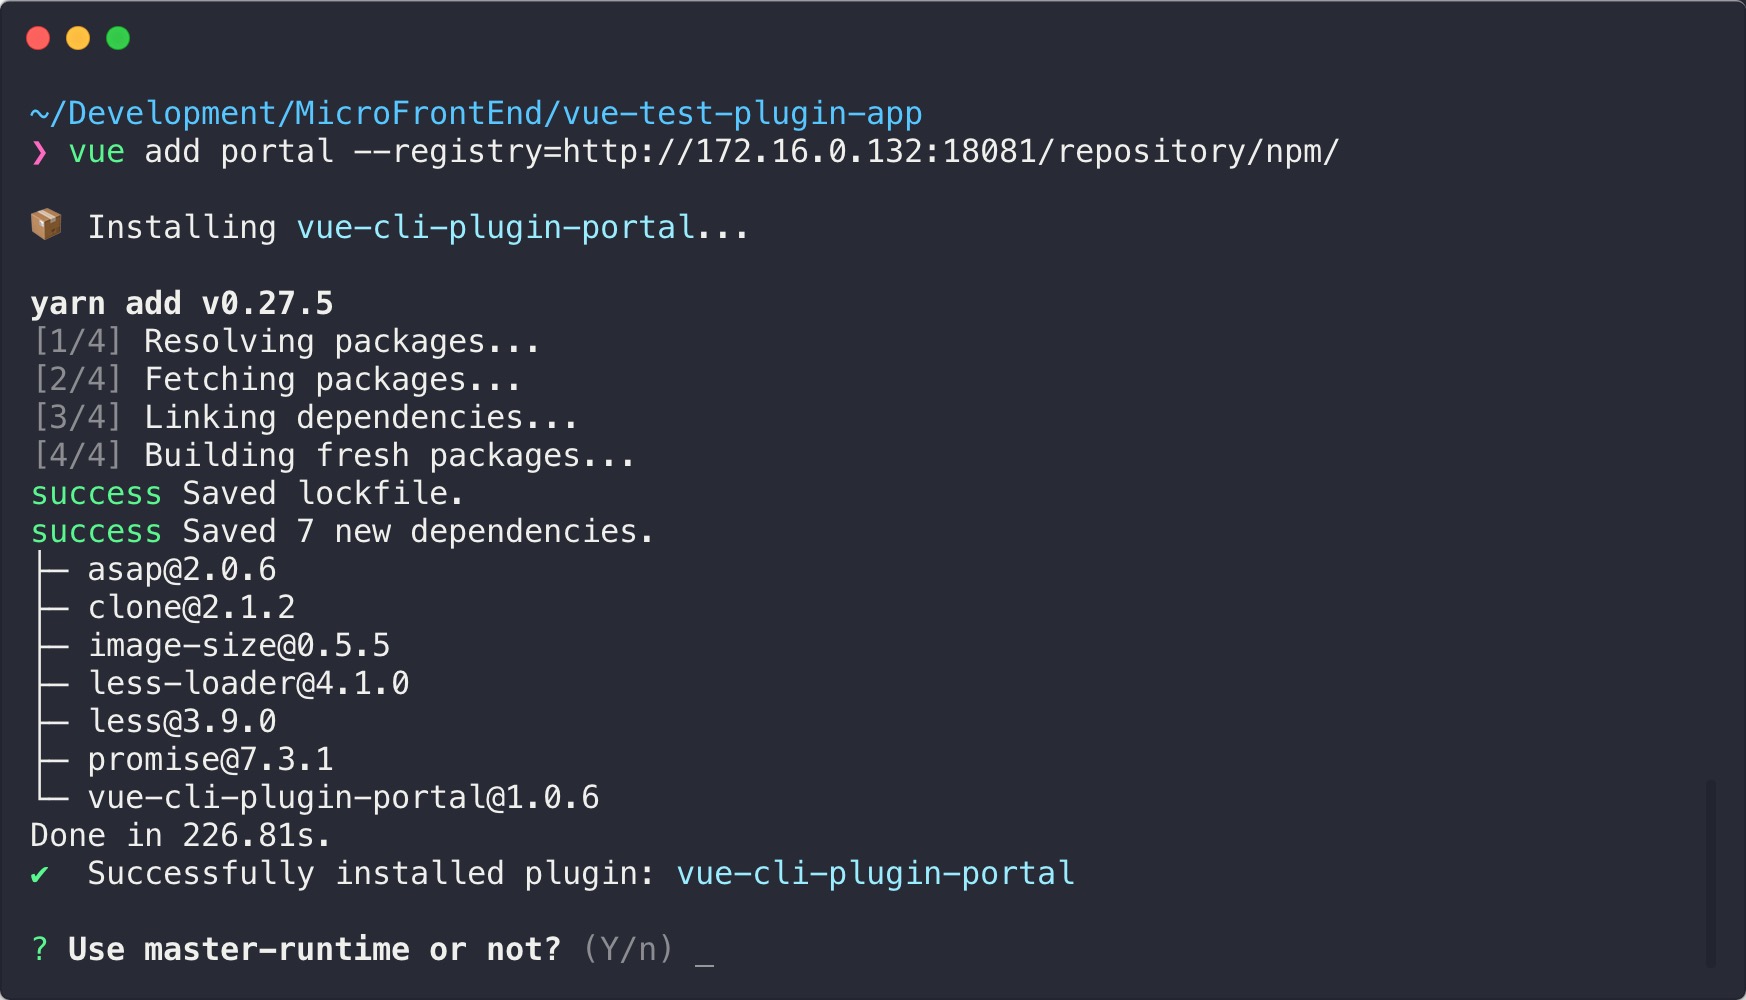 ~/Development/MicroFrontEnd/vue-test-plugin-app
❯ vue add portal --registry=http://172.16.0.132:18081/repository/npm/
📦 Installing vue-cli-plugin-portal...
yarn add v0.27.5
[1/4] Resolving packages...
[2/4] Fetching packages...
[3/4] Linking dependencies...
[4/4] Building fresh packages...
success Saved lockfile.
success Saved 7 new dependencies.
├─ asap@2.0.6
├─ clone@2.1.2
├─ image-size@0.5.5
├─ less-loader@4.1.0
├─ less@3.9.0
├─ promise@7.3.1
└─ vue-cli-plugin-portal@1.0.6
Done in 226.81s.
✔ Successfully installed plugin: vue-cli-plugin-portal
? Use master-runtime or not? (Y/n) _